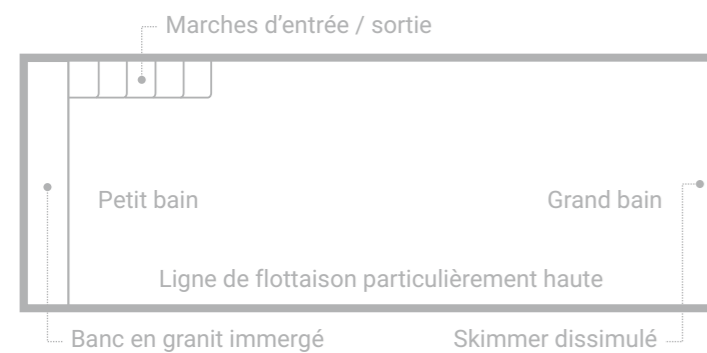 Marches d’entrée / sortie
Petit bain
Grand bain
Ligne de flottaison particulièrement haute
Banc en granit immergé
Skimmer dissimulé